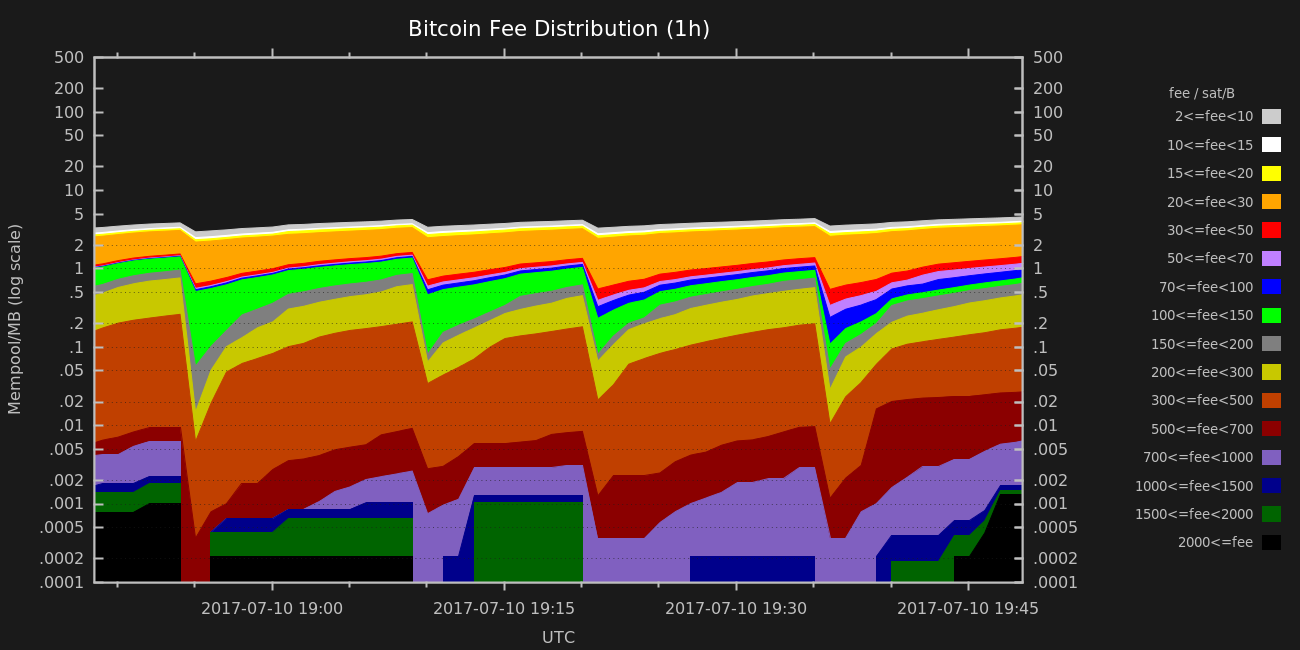 Bitcoin Fee Distribution (1h)
Mempool/MB (log scale)
500
200
100
50
20
10
5
2
1
.5
.2
.1
.05
.02
.01
.005
.002
.001
.0005
.0002
.0001
500
200
100
50
20
10
5
2
1
.5
.2
.1
.05
.02
.01
.005
.002
.001
.0005
.0002
.0001
2017-07-10 19:00
2017-07-10 19:15
2017-07-10 19:30
2017-07-10 19:45
UTC
fee / sat/B
2<=fee<10
10<=fee<15
15<=fee<20
20<=fee<30
30<=fee<50
50<=fee<70
70<=fee<100
100<=fee<150
150<=fee<200
200<=fee<300
300<=fee<500
500<=fee<700
700<=fee<1000
1000<=fee<1500
1500<=fee<2000
2000<=fee